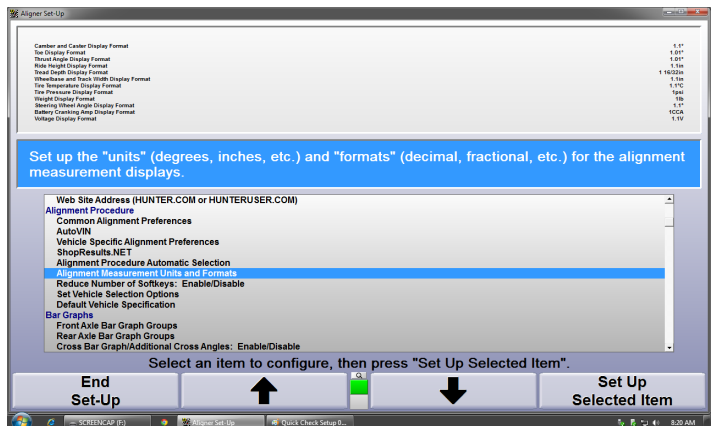 Aligner Set-Up
Camber and Caster Display Format 1.1°
Toe Display Format 1.01°
Thrust Angle Display Format 1.01°
Ride Height Display Format 1.1in
Tread Depth Display Format 1 16/32in
Wheelbase and Track Width Display Format 1.1in
Tire Temperature Display Format 1.1°C
Tire Pressure Display Format 1psi
Weight Display Format 1lb
Steering Wheel Angle Display Format 1.1°
Battery Cranking Amp Display Format 1CCA
Voltage Display Format 1.1V
Set up the "units" (degrees, inches, etc.) and "formats" (decimal, fractional, etc.) for the alignment
measurement displays.
Web Site Address (HUNTER.COM or HUNTERUSER.COM)
Alignment Procedure
Common Alignment Preferences
AutoVIN
Vehicle Specific Alignment Preferences
ShopResults.NET
Alignment Procedure Automatic Selection
Alignment Measurement Units and Formats
Reduce Number of Softkeys: Enable/Disable
Set Vehicle Selection Options
Default Vehicle Specification
Bar Graphs
Front Axle Bar Graph Groups
Rear Axle Bar Graph Groups
Cross Bar Graph/Additional Cross Angles: Enable/Disable
Select an item to configure, then press "Set Up Selected Item".
End
Set-Up
Set Up
Selected Item
SCREENCAP (F:) Aligner Set-Up Quick Check Setup 0... 8:20 AM